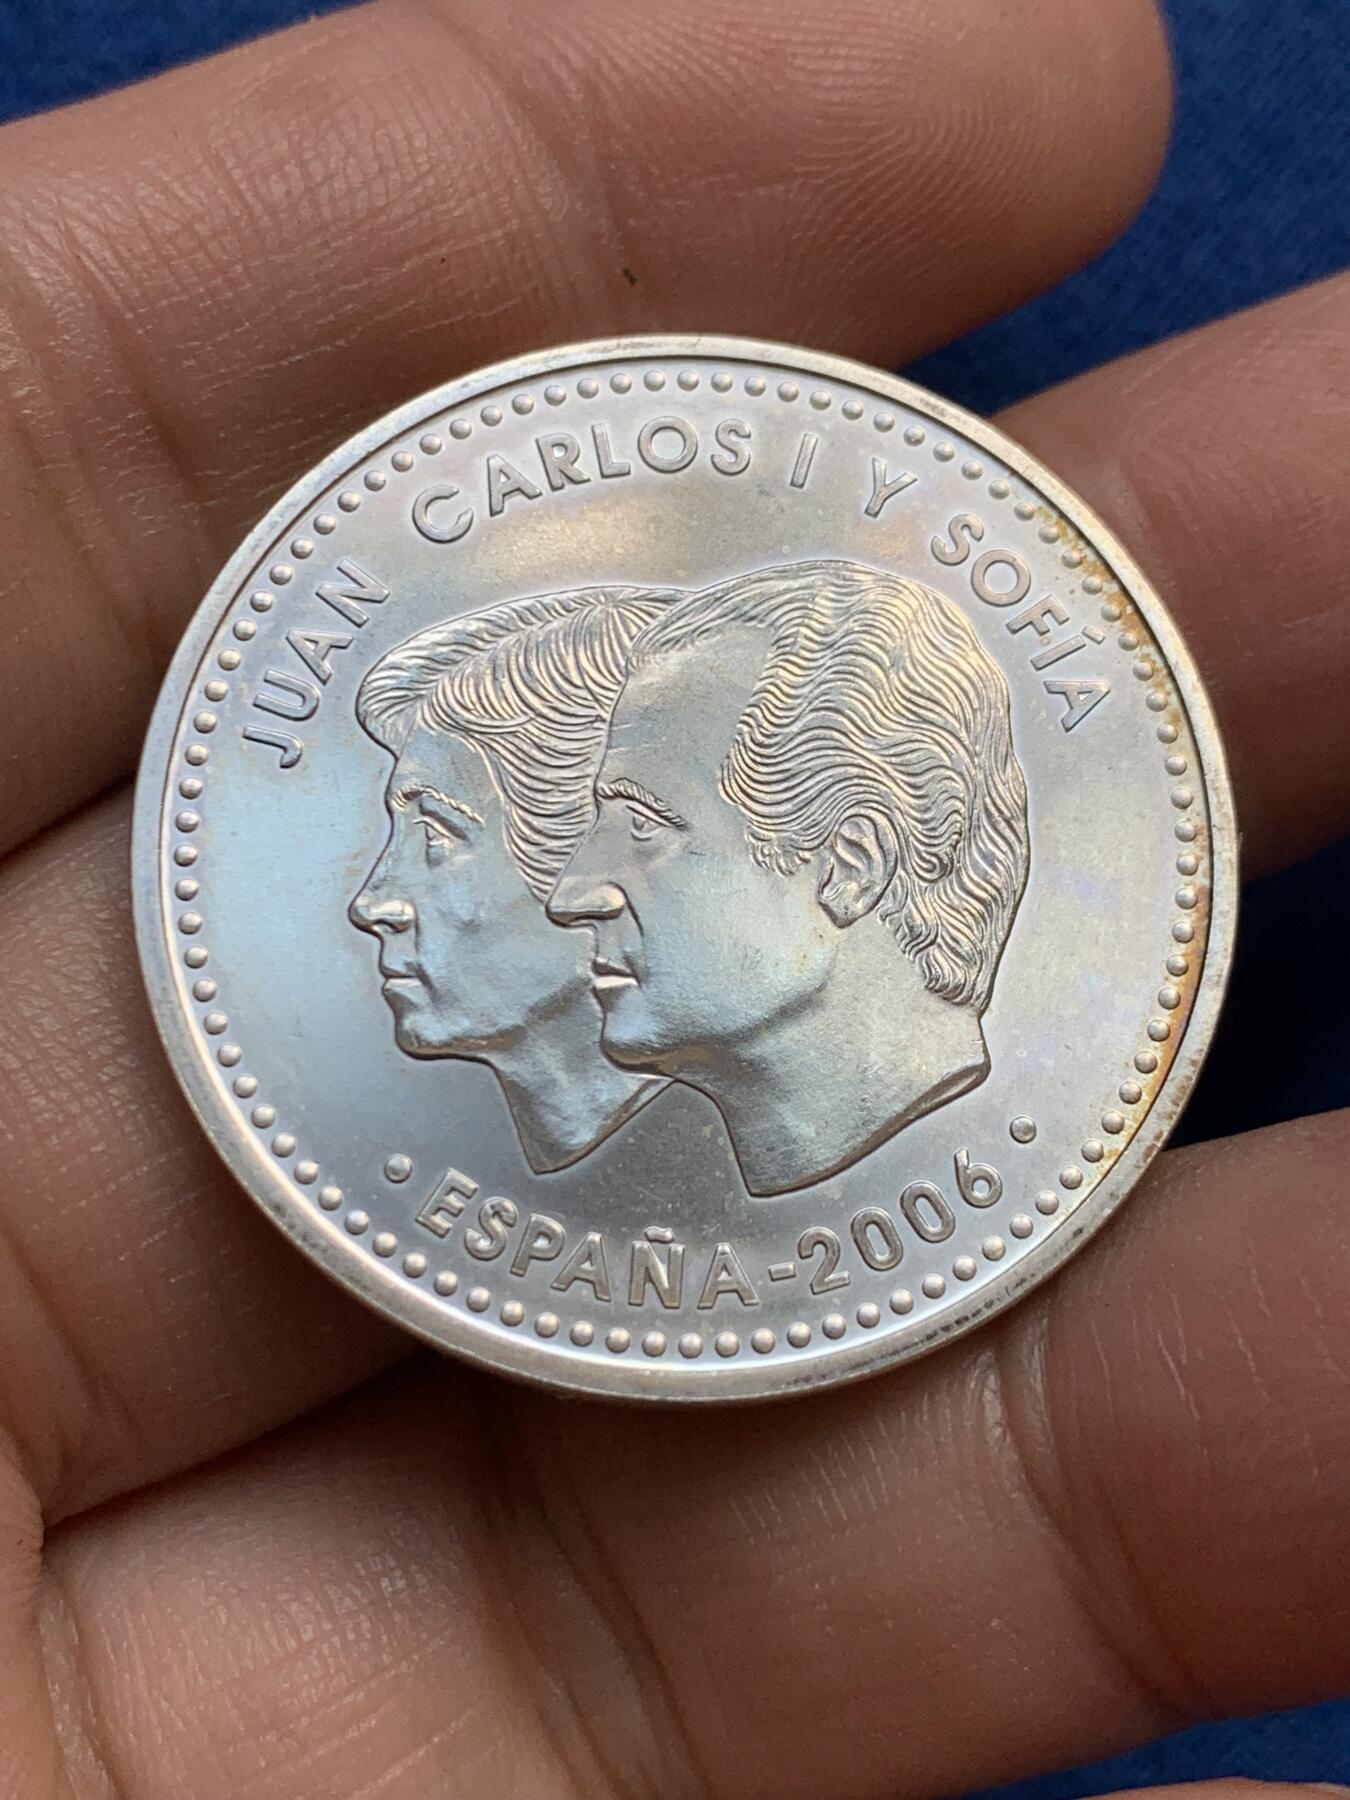 JUAN CARLOS I Y SOFÍA
· ESPAÑA-2006 ·